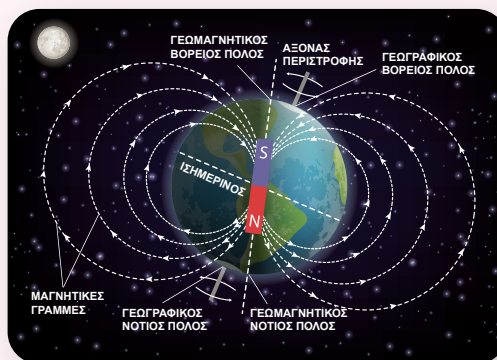 ΓΕΩΜΑΓΝΗΤΙΚΟΣ
ΒΟΡΕΙΟΣ ΠΟΛΟΣ
ΑΞΟΝΑΣ
ΠΕΡΙΣΤΡΟΦΗΣ
ΓΕΩΓΡΑΦΙΚΟΣ
ΒΟΡΕΙΟΣ ΠΟΛΟΣ
S
ΙΣΗΜΕΡΙΝΟΣ
N
ΜΑΓΝΗΤΙΚΕΣ
ΓΡΑΜΜΕΣ
ΓΕΩΓΡΑΦΙΚΟΣ
ΝΟΤΙΟΣ ΠΟΛΟΣ
ΓΕΩΜΑΓΝΗΤΙΚΟΣ
ΝΟΤΙΟΣ ΠΟΛΟΣ